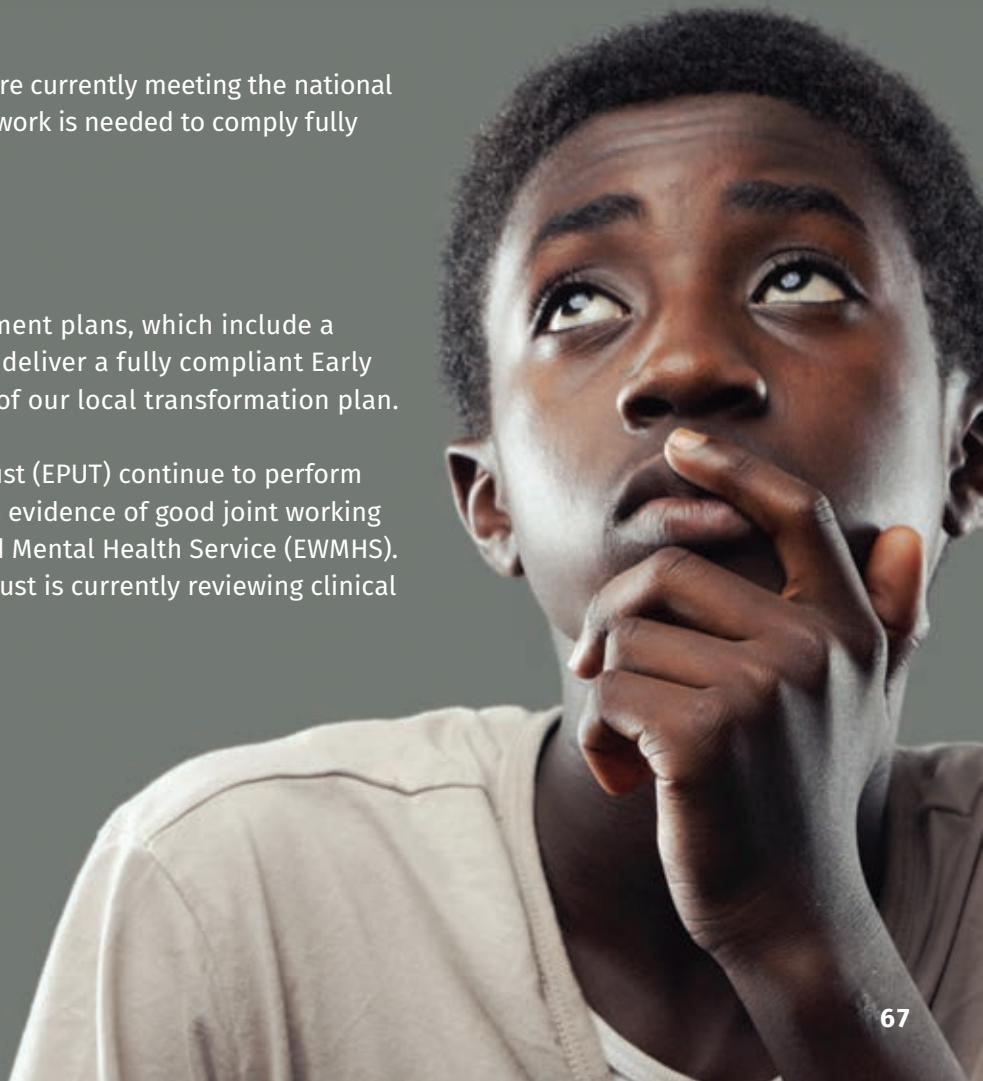 re currently meeting the national
work is needed to comply fully
ment plans, which include a
deliver a fully compliant Early
of our local transformation plan.
ust (EPUT) continue to perform
evidence of good joint working
d Mental Health Service (EWMHS).
ust is currently reviewing clinical
67